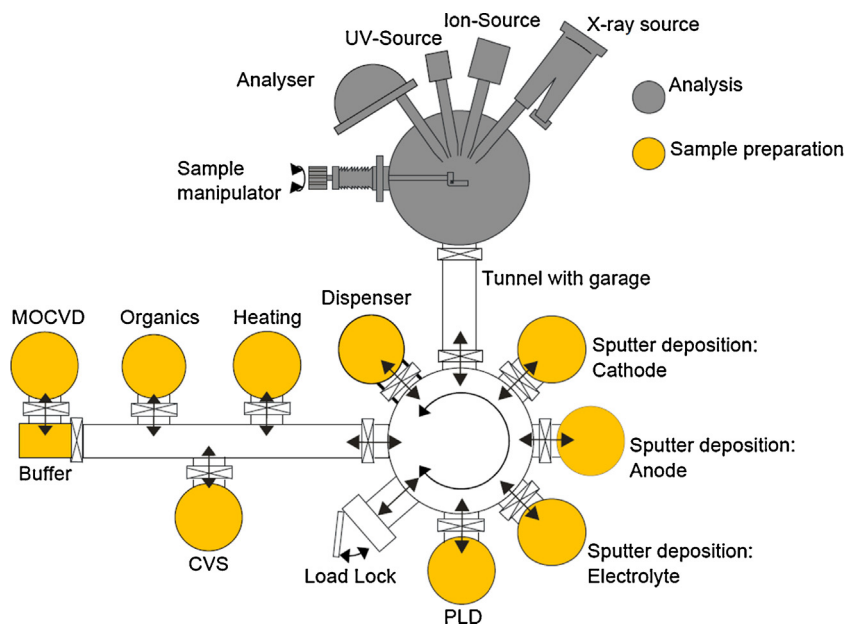 Ion-Source
X-ray source
UV-Source
Analyser
Analysis
Sample preparation
Sample
manipulator
Tunnel with garage
Dispenser
MOCVD
Organics
Heating
Sputter deposition:
Cathode
Sputter deposition:
Anode
Buffer
CVS
Load Lock
PLD
Sputter deposition:
Electrolyte